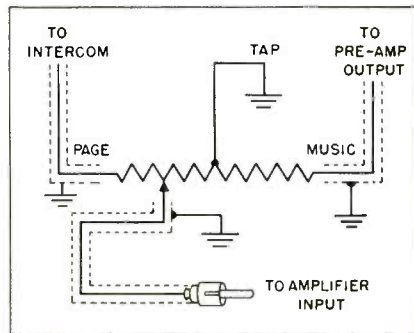 TO
INTERCOM
TAP
TO
PRE-AMP
OUTPUT
PAGE
MUSIC
TO AMPLIFIER
INPUT